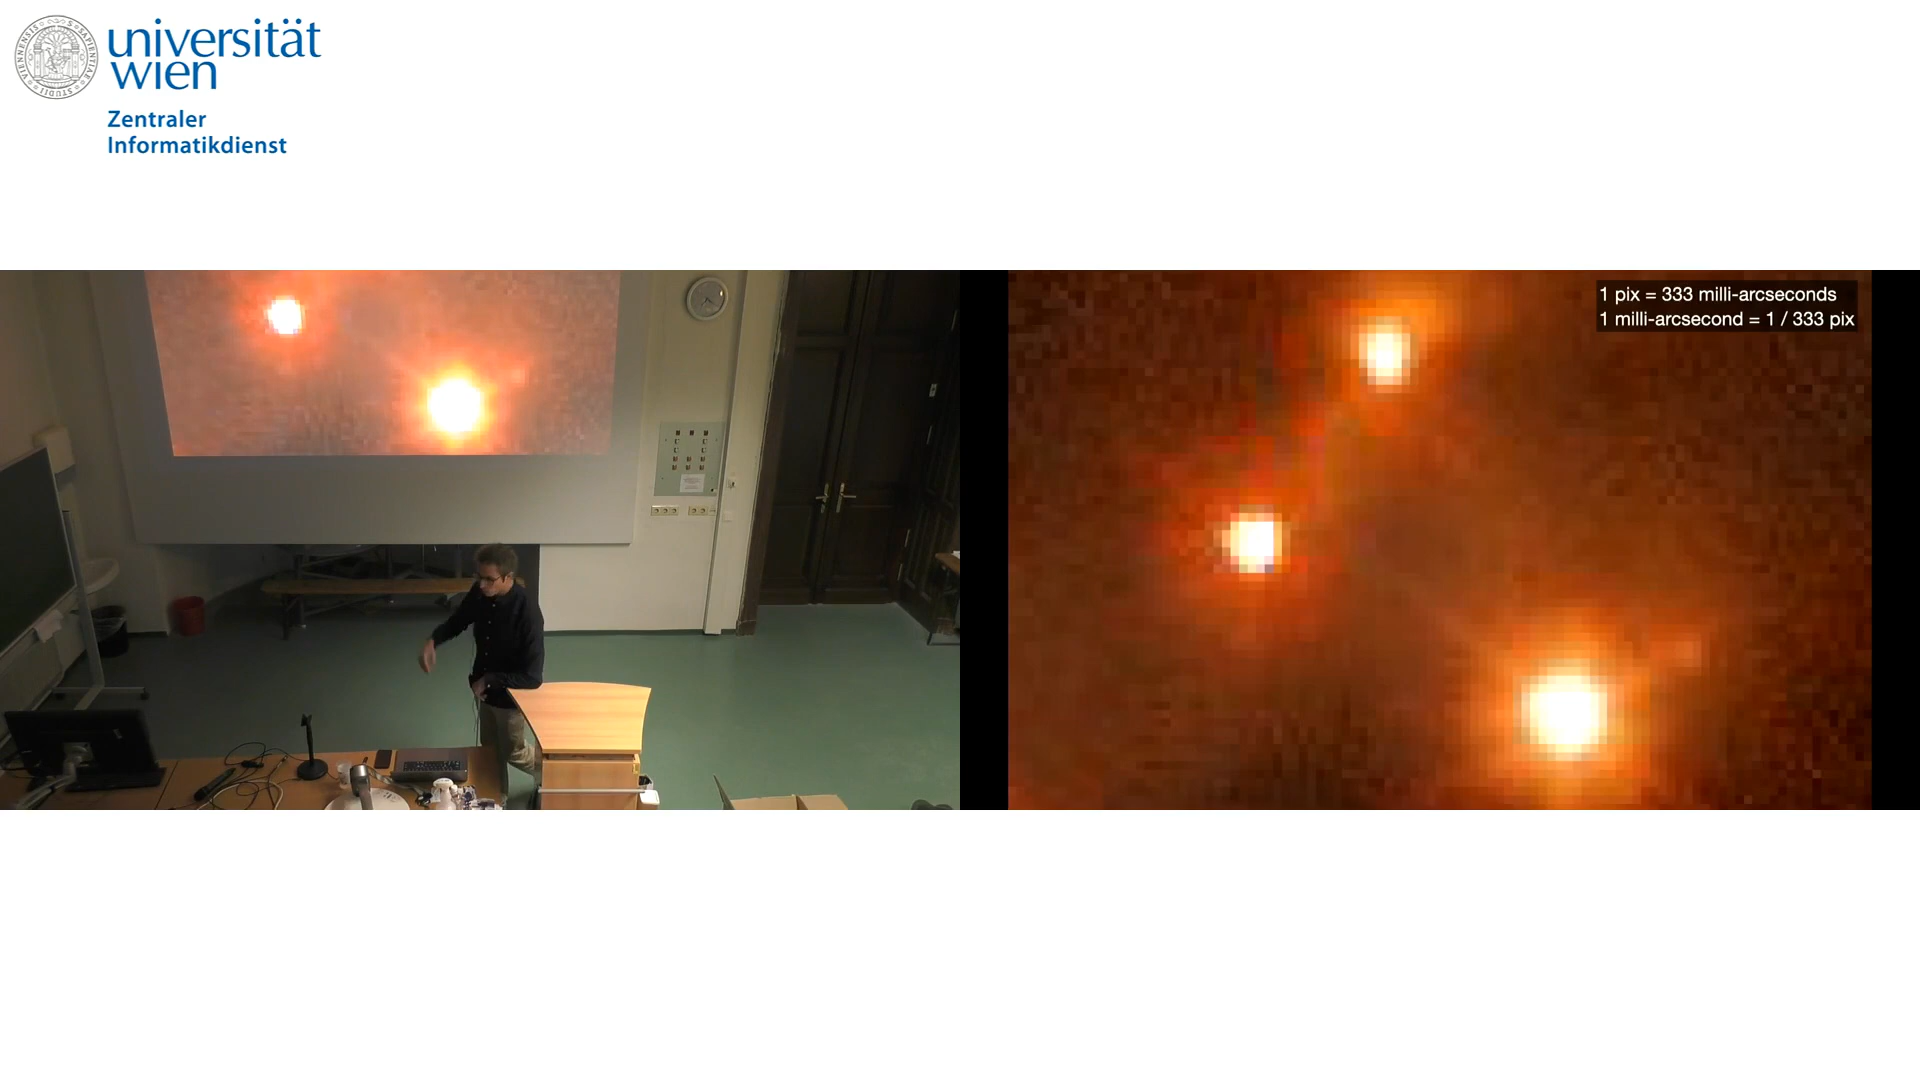 universität
wien
Zentraler
Informatikdienst
1 pix = 333 milli-arcseconds
1 milli-arcsecond = 1 / 333 pix